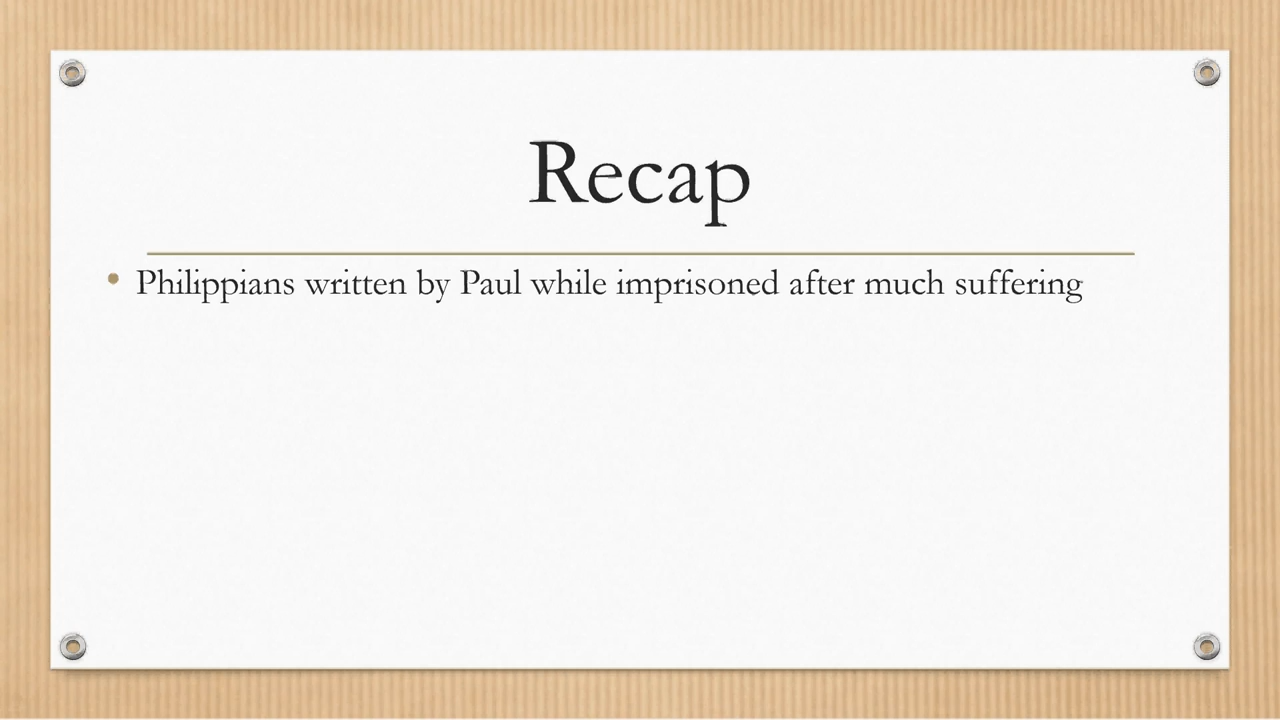 Recap
• Philippians written by Paul while imprisoned after much suffering